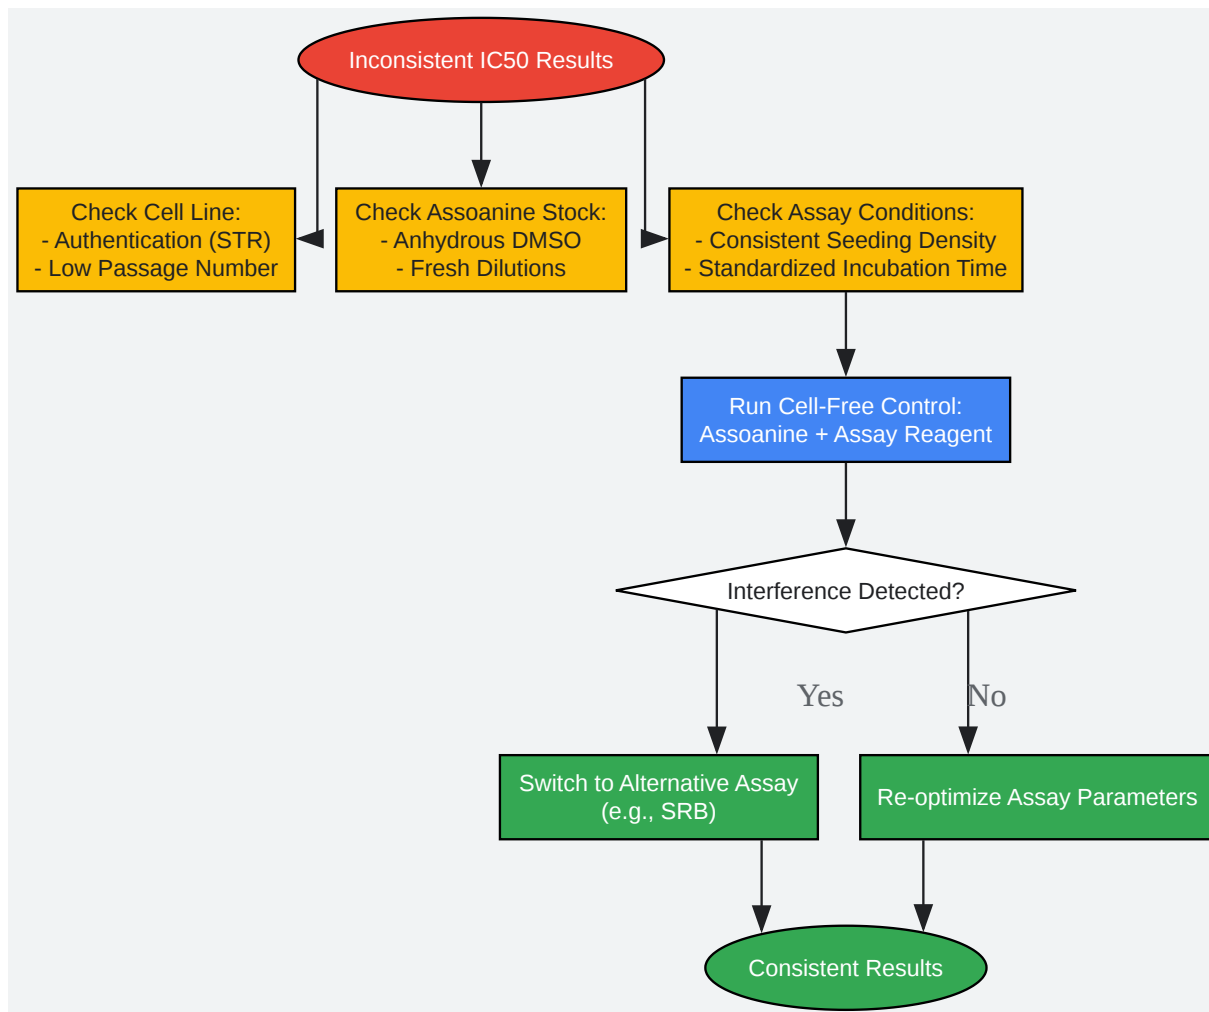 Inconsistent IC50 Results
Check Cell Line:
- Authentication (STR)
- Low Passage Number
Check Assoanine Stock:
- Anhydrous DMSO
- Fresh Dilutions
Check Assay Conditions:
- Consistent Seeding Density
- Standardized Incubation Time
Run Cell-Free Control:
Assoanine + Assay Reagent
Interference Detected?
Yes
No
Switch to Alternative Assay
(e.g., SRB)
Re-optimize Assay Parameters
Consistent Results